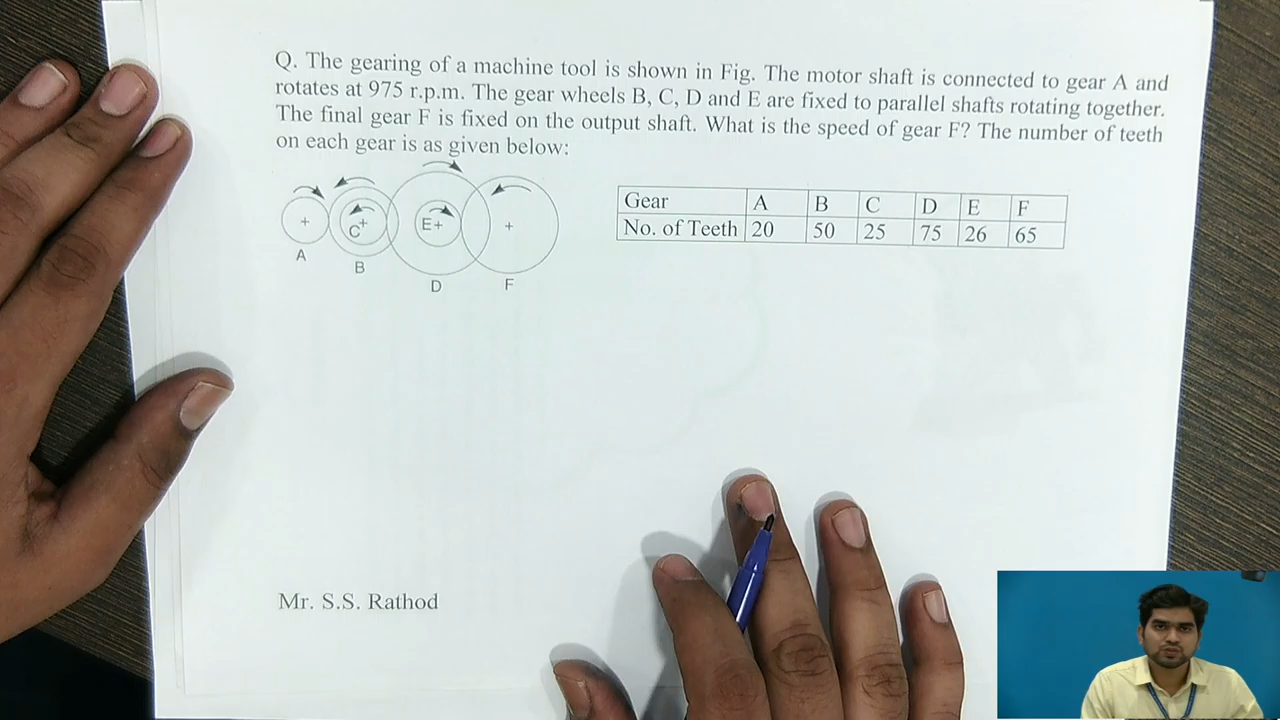 Q. The gearing of a machine tool is shown in Fig. The motor shaft is connected to gear A and
rotates at 975 r.p.m. The gear wheels B, C, D and E are fixed to parallel shafts rotating together.
The final gear F is fixed on the output shaft. What is the speed of gear F? The number of teeth
on each gear is as given below:
A
B
C
D
E
F
Gear A B C D E F
No. of Teeth 20 50 25 75 26 65
Mr. S.S. Rathod